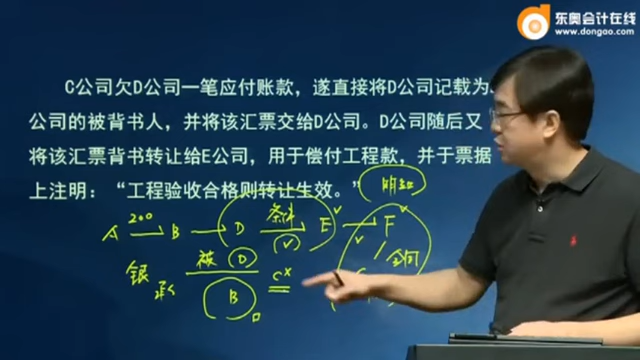 东奥会计在线
www.dongao.com
C公司欠D公司一笔应付账款，遂直接将D公司记载为
公司的被背书人，并将该汇票交给D公司。D公司随后又
将该汇票背书转让给E公司，用于偿付工程款，并于票据
上注明：“工程验收合格则转让生效。”
200 条件
A B D E F
(V)
银 承 被 D C×
B 合同